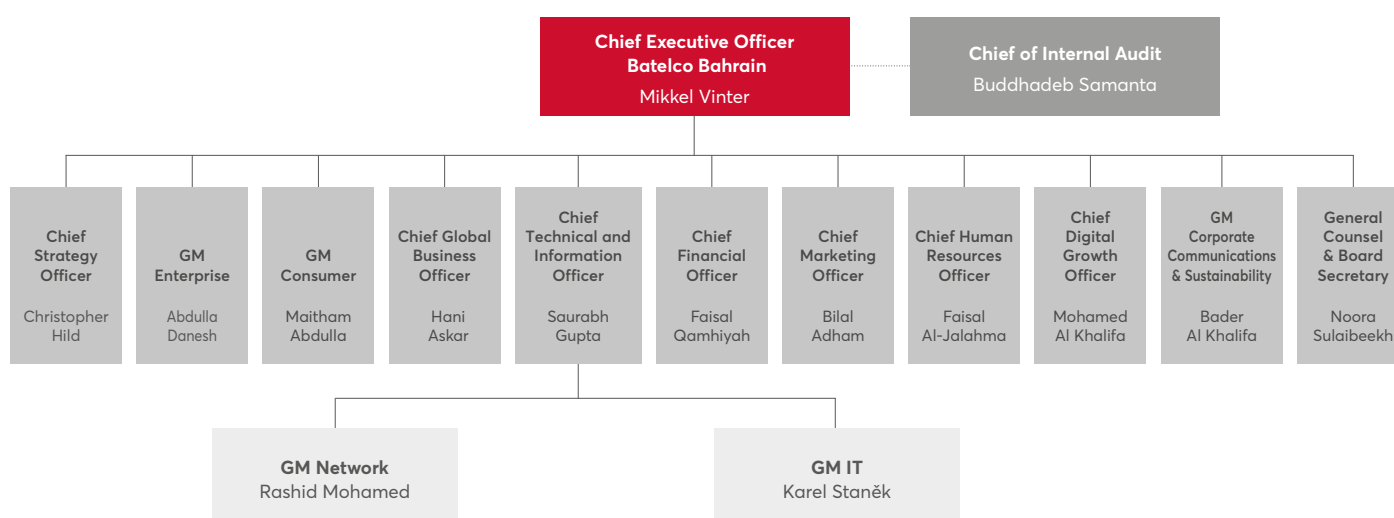 Chief Executive Officer
Batelco Bahrain
Mikkel Vinter
Chief of Internal Audit
Buddhadeb Samanta
Chief
Strategy
Officer
Christopher
Hild
GM
Enterprise
Abdulla
Danesh
GM
Consumer
Maitham
Abdulla
Chief Global
Business
Officer
Hani
Askar
Chief
Technical and
Information
Officer
Saurabh
Gupta
Chief
Financial
Officer
Faisal
Qamhiyah
Chief
Marketing
Officer
Bilal
Adham
Chief Human
Resources
Officer
Faisal
Al-Jalahma
Chief
Digital
Growth
Officer
Mohamed
Al Khalifa
GM
Corporate
Communications
& Sustainability
Bader
Al Khalifa
General
Counsel
& Board
Secretary
Noora
Sulaibeekh
GM Network
Rashid Mohamed
GM IT
Karel Staněk